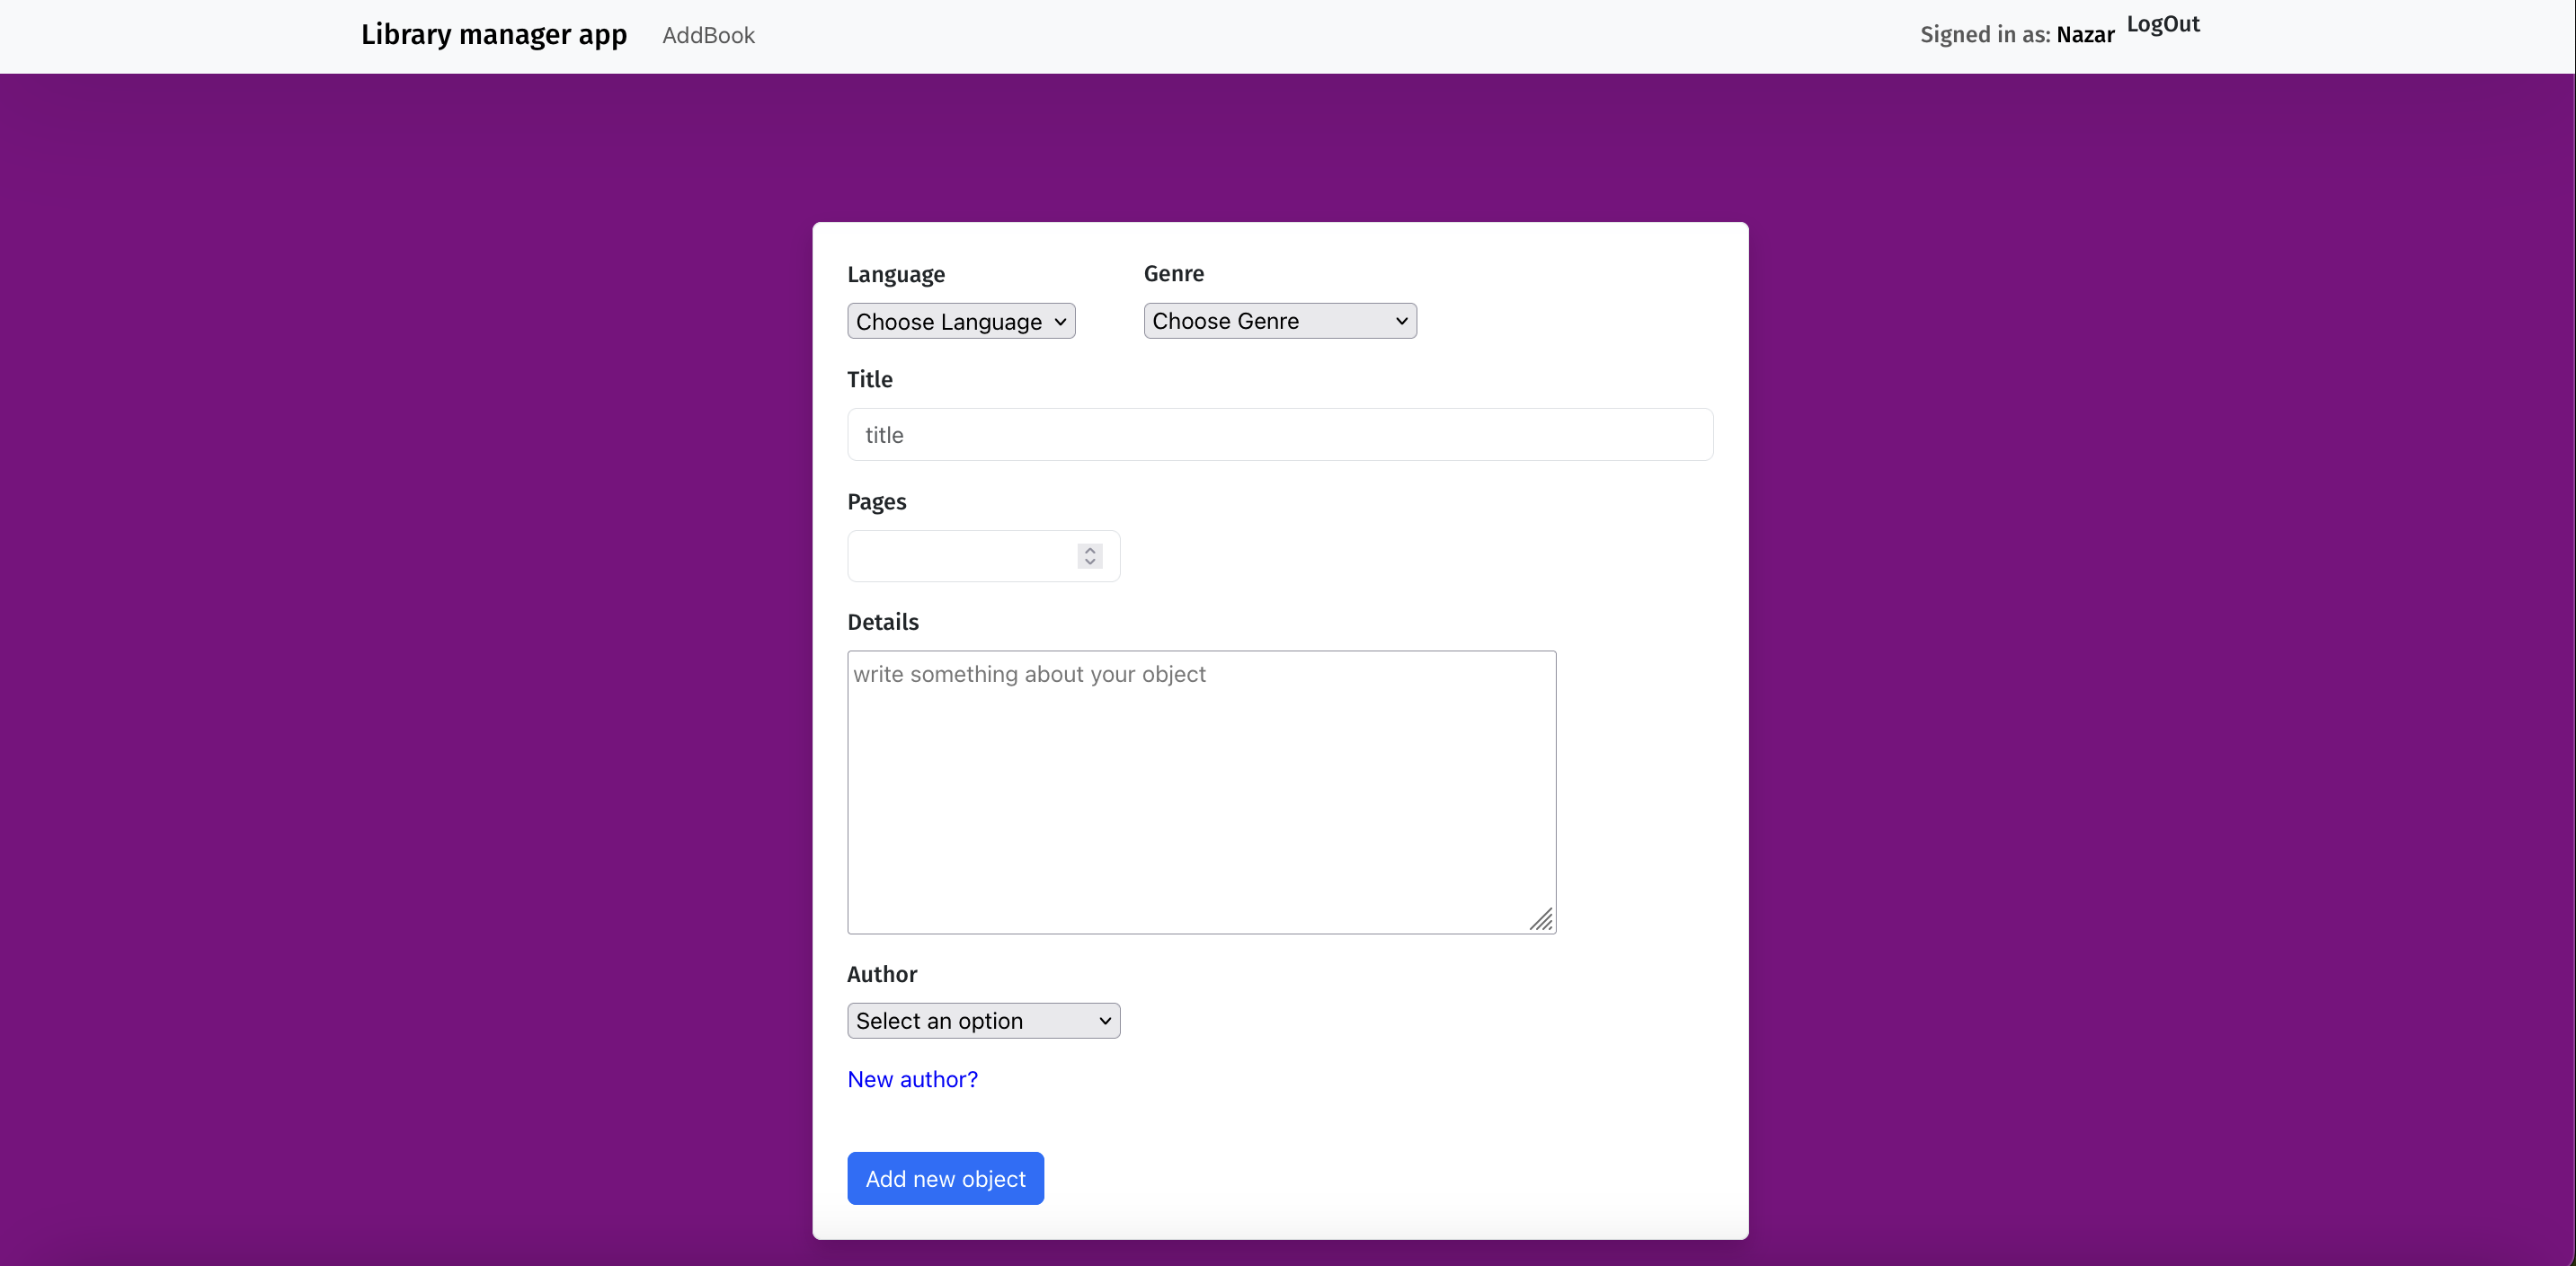 Library manager app AddBook Signed in as: Nazar LogOut
Language Genre
Choose Language Choose Genre
Title
title
Pages
Details
write something about your object
Author
Select an option
New author?
Add new object